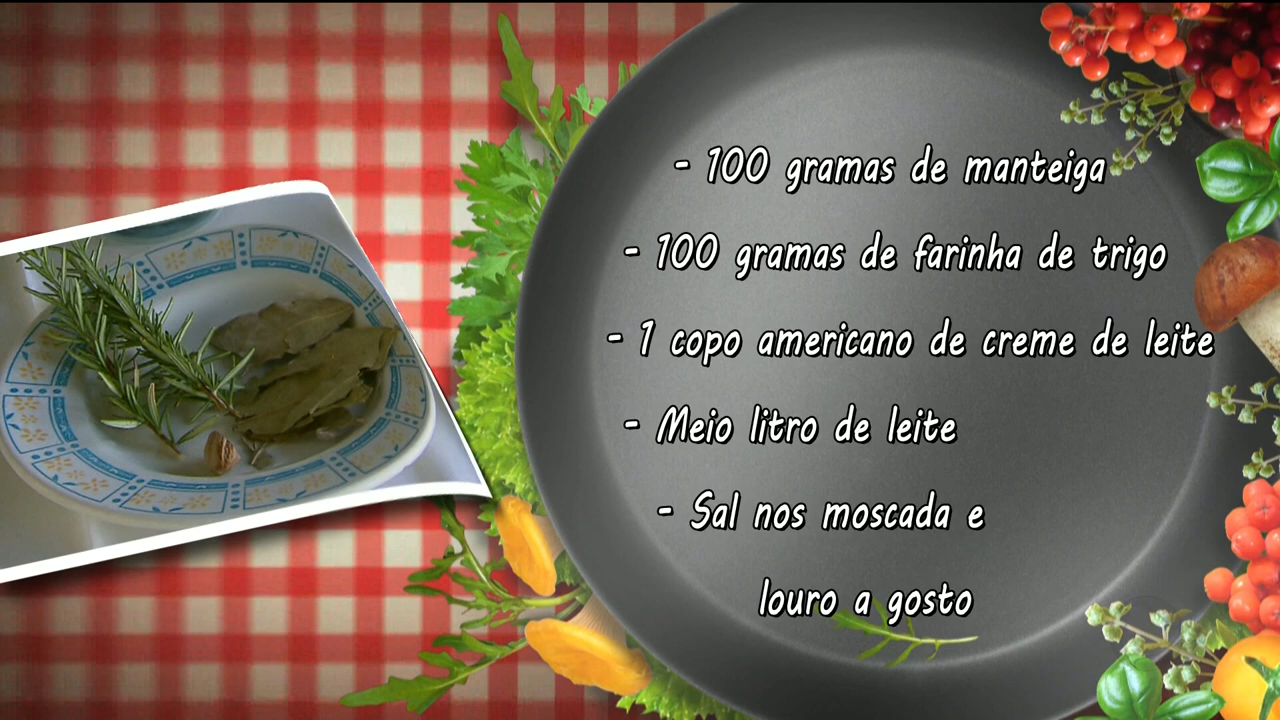 - 100 gramas de manteiga
- 100 gramas de farinha de trigo
- 1 copo americano de creme de leite
- Meio litro de leite
- Sal nos moscada e
louro a gosto